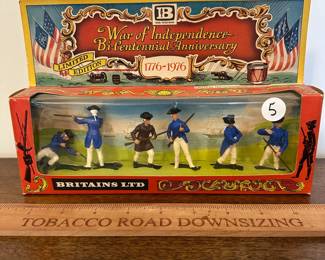 B
War of Independence
Bi-Centennial Anniversary
LIMITED
EDITION
1776-1976
5
BRITAINS LTD
TOBACCO ROAD DOWNSIZING